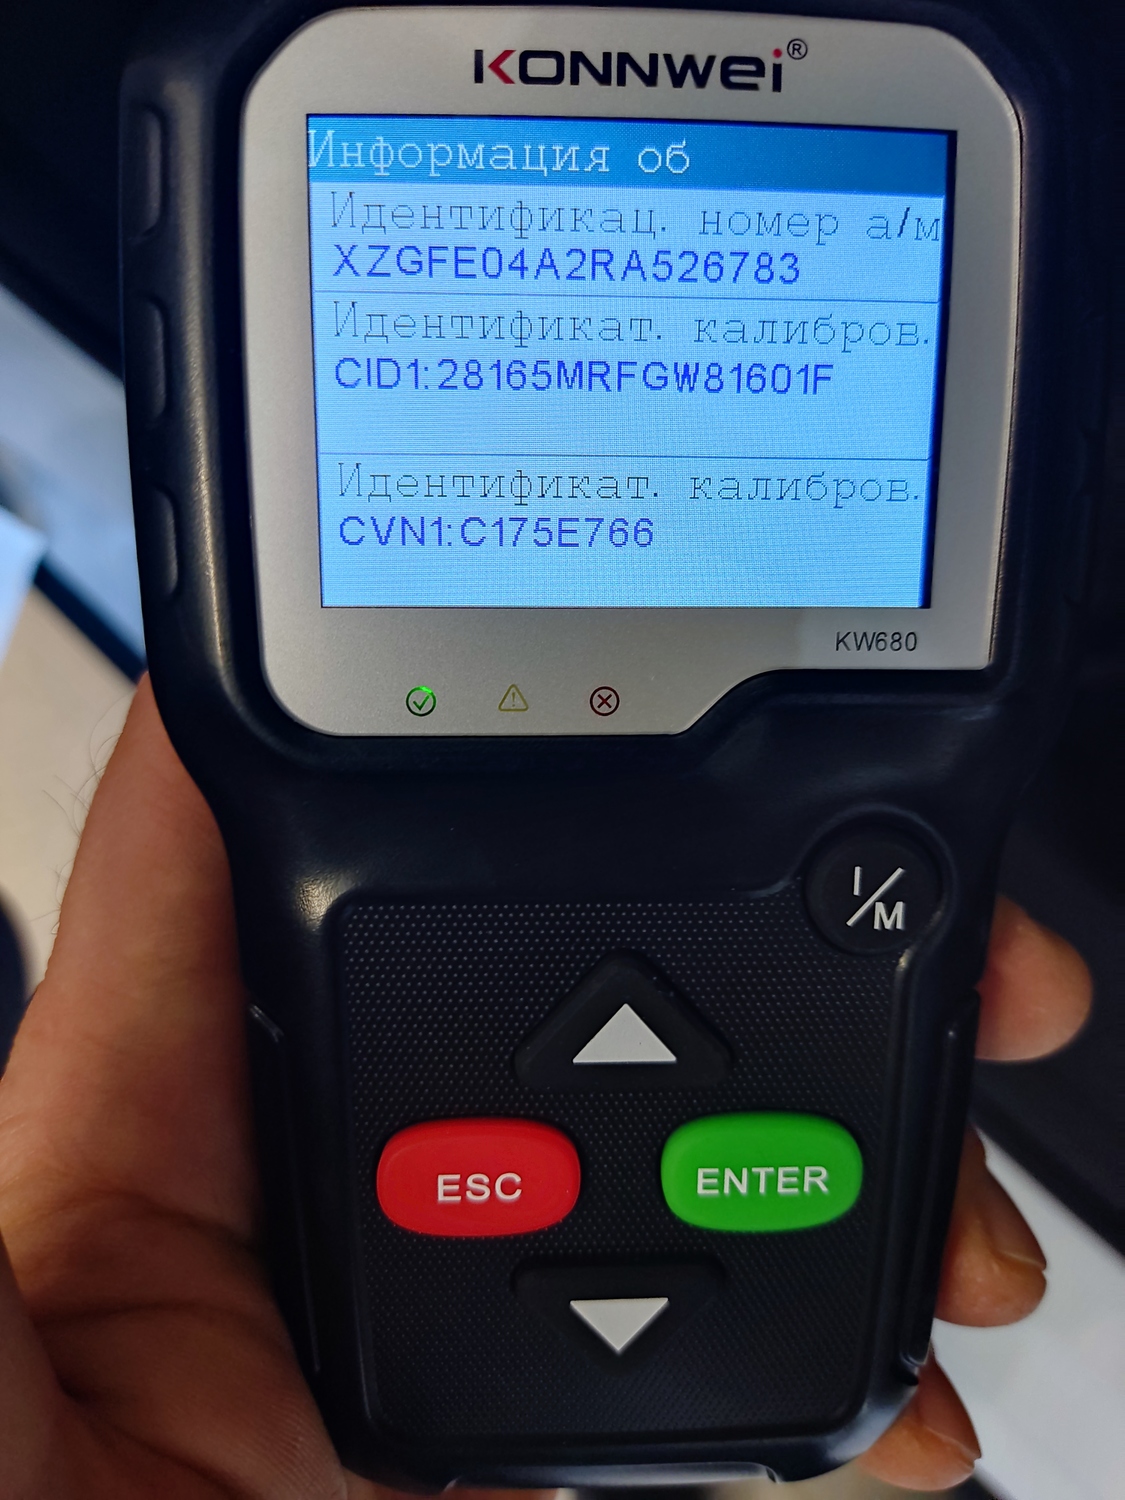 KONNWEI®
Информация об
Идентификац. номер а/м
XZGFE04A2RA526783
Идентификат. калибров.
CID1:28165MRFGW81601F
Идентификат. калибров.
CVN1:C175E766
KW680
I/M
ESC
ENTER